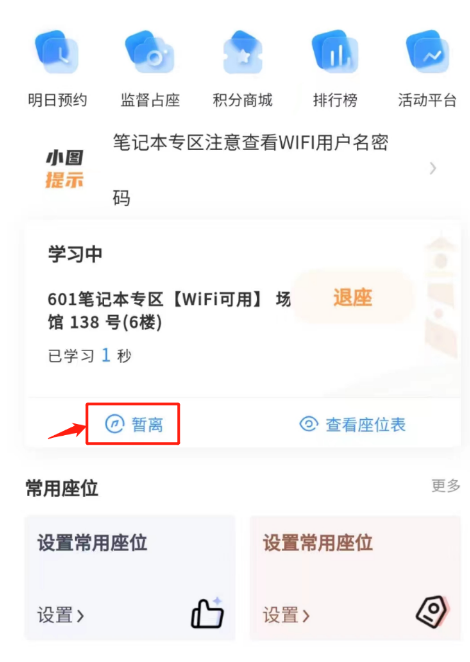 明日预约 监督占座 积分商城 排行榜 活动平台
小图
提示
笔记本专区注意查看WIFI用户名密
码
学习中
601笔记本专区【WiFi可用】 场
馆 138 号(6楼)
退座
已学习 1 秒
暂离 查看座位表
常用座位 更多
设置常用座位 设置常用座位
设置 > 设置 >